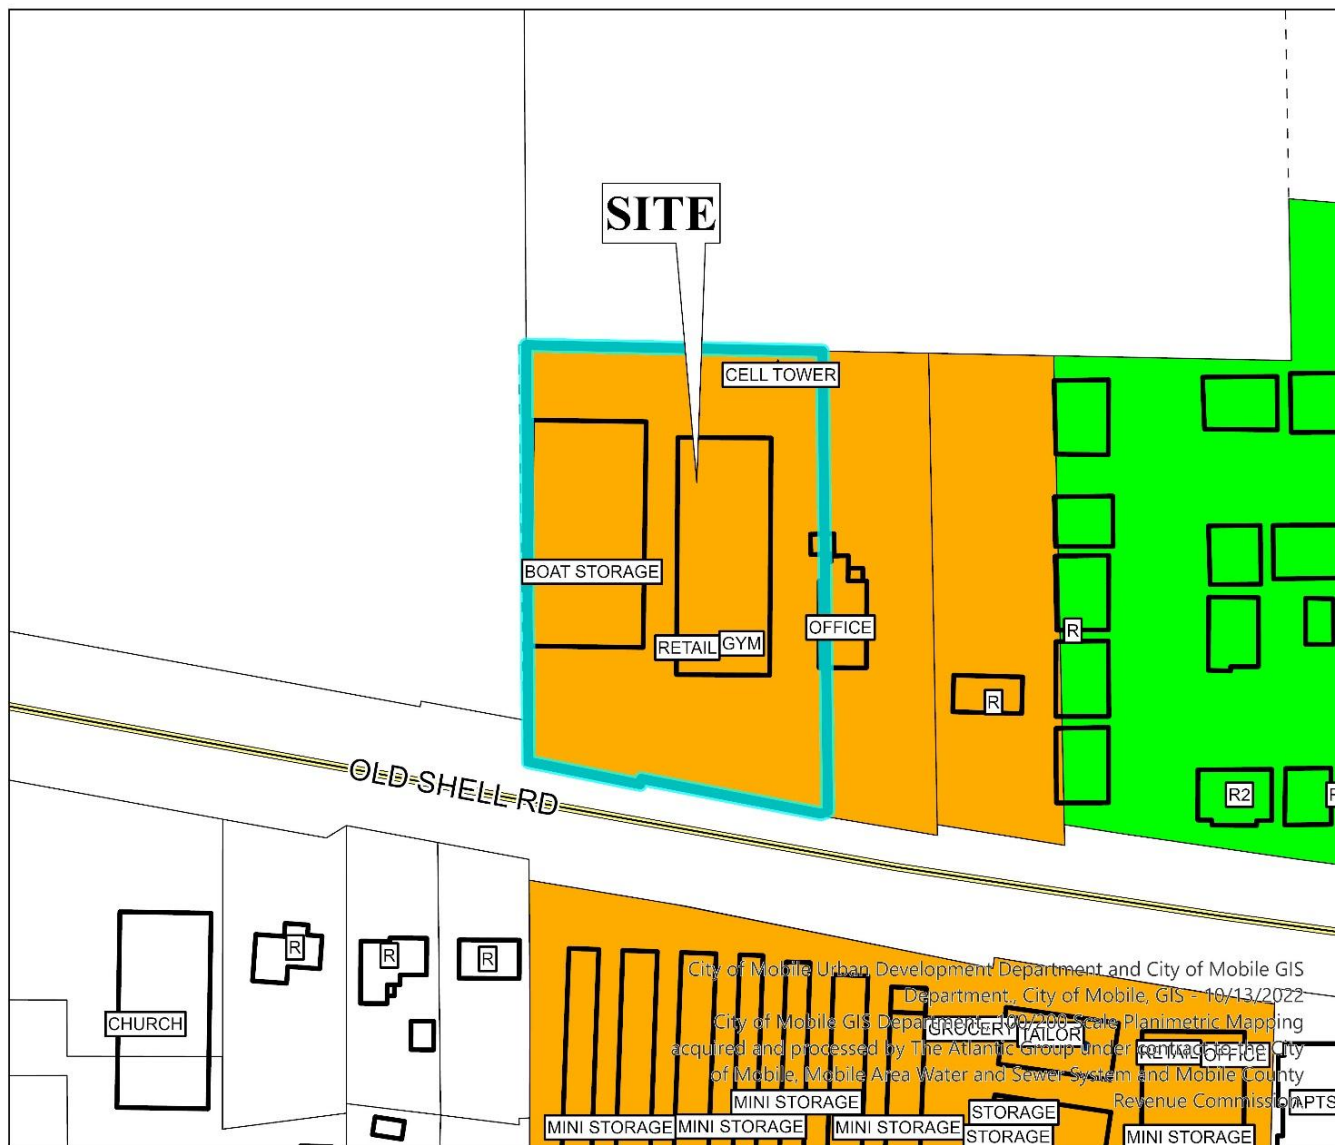 SITE
CELL TOWER
BOAT STORAGE
RETAIL
GYM
OFFICE
R
R
OLD SHELL RD
R2
R
R
R
CHURCH
City of Mobile Urban Development Department and City of Mobile GIS
Department,, City of Mobile, GIS - 10/13/2022
City of Mobile GIS Department, 100/200 Scale Planimetric Mapping
GROCERY
TAILOR
acquired and processed by The Atlantic Group under contract to the City
RETAIL
OFFICE
of Mobile, Mobile Area Water and Sewer System and Mobile County
Revenue Commission
APTS
MINI STORAGE
STORAGE
MINI STORAGE
MINI STORAGE
MINI STORAGE
STORAGE
MINI STORAGE